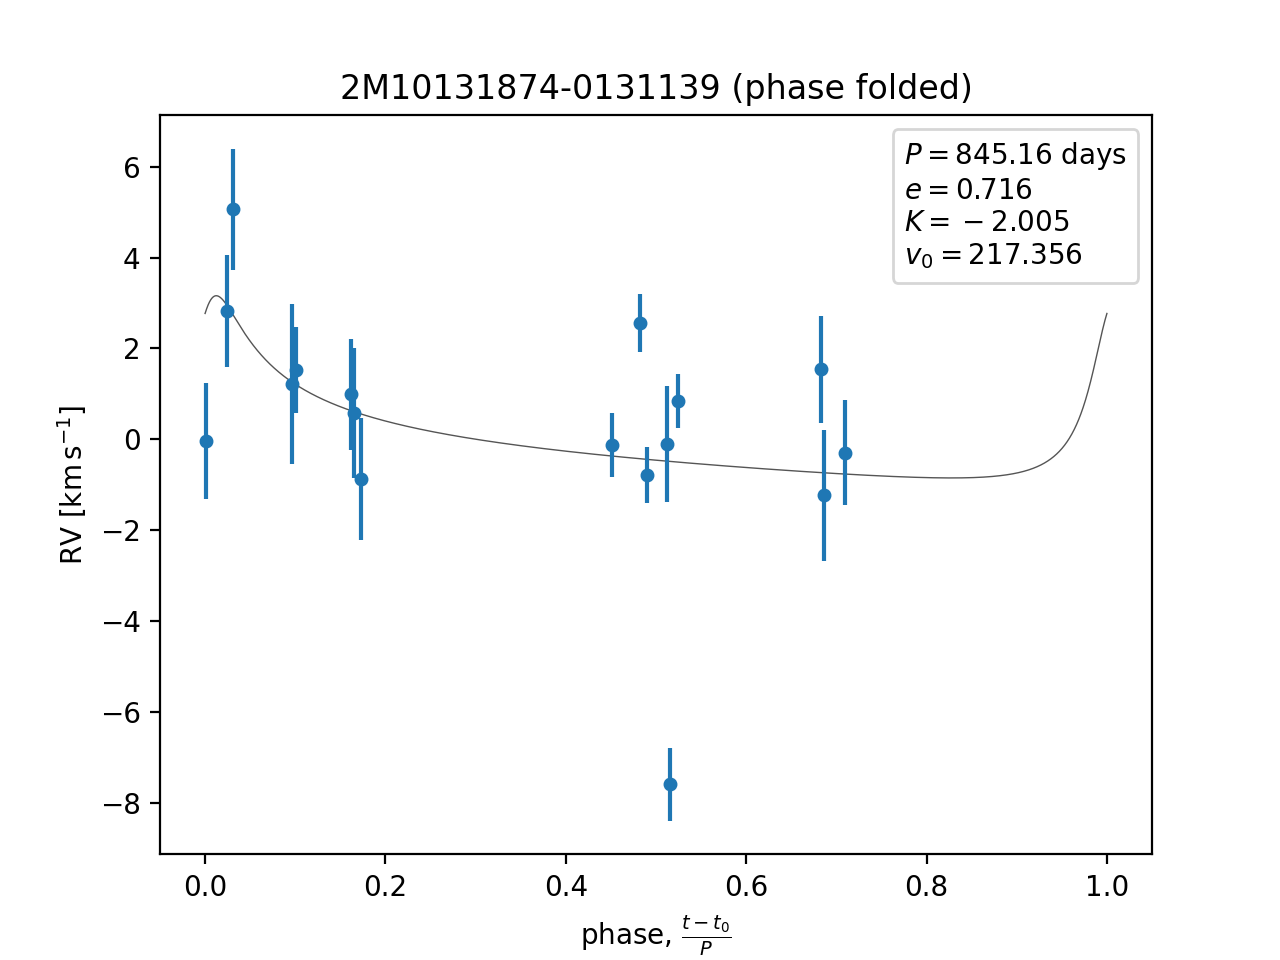 2M10131874-0131139 (phase folded)
P = 845.16 days
e = 0.716
K = −2.005
v₀ = 217.356
RV [km s⁻¹]
6
4
2
0
−2
−4
−6
−8
0.0 0.2 0.4 0.6 0.8 1.0
phase, (t − t₀)/P